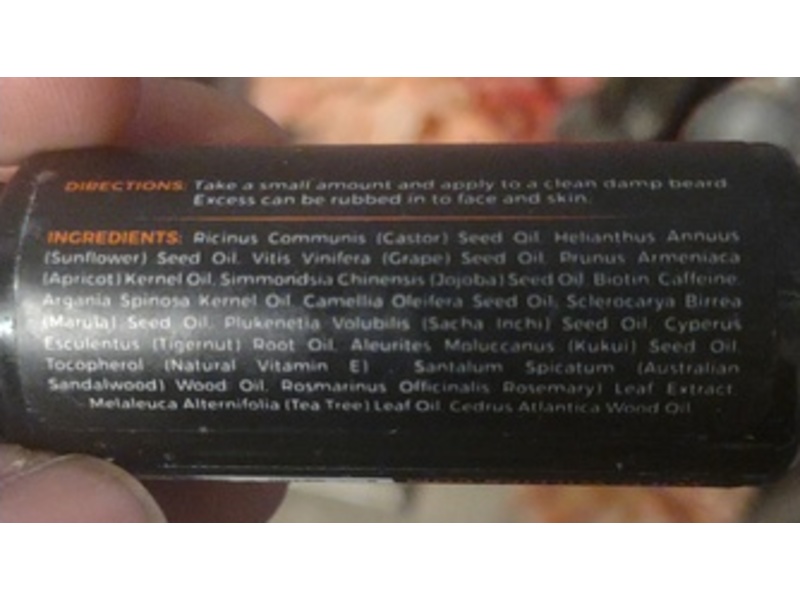 DIRECTIONS: Take a small amount and apply to a clean damp beard.
Excess can be rubbed in to face and skin.
INGREDIENTS: Ricinus Communis (Castor) Seed Oil, Helianthus Annuus
(Sunflower) Seed Oil, Vitis Vinifera (Grape) Seed Oil, Prunus Armeniaca
(Apricot) Kernel Oil, Simmondsia Chinensis (Jojoba) Seed Oil, Biotin, Caffeine,
Argania Spinosa Kernel Oil, Camellia Oleifera Seed Oil, Sclerocarya Birrea
(Marula) Seed Oil, Plukenetia Volubilis (Sacha Inchi) Seed Oil, Cyperus
Esculentus (Tigernut) Root Oil, Aleurites Moluccanus (Kukui) Seed Oil,
Tocopherol (Natural Vitamin E) Santalum Spicatum (Australian
Sandalwood) Wood Oil, Rosmarinus Officinalis Rosemary) Leaf Extract,
Melaleuca Alternifolia (Tea Tree) Leaf Oil, Cedrus Atlantica Wood Oil